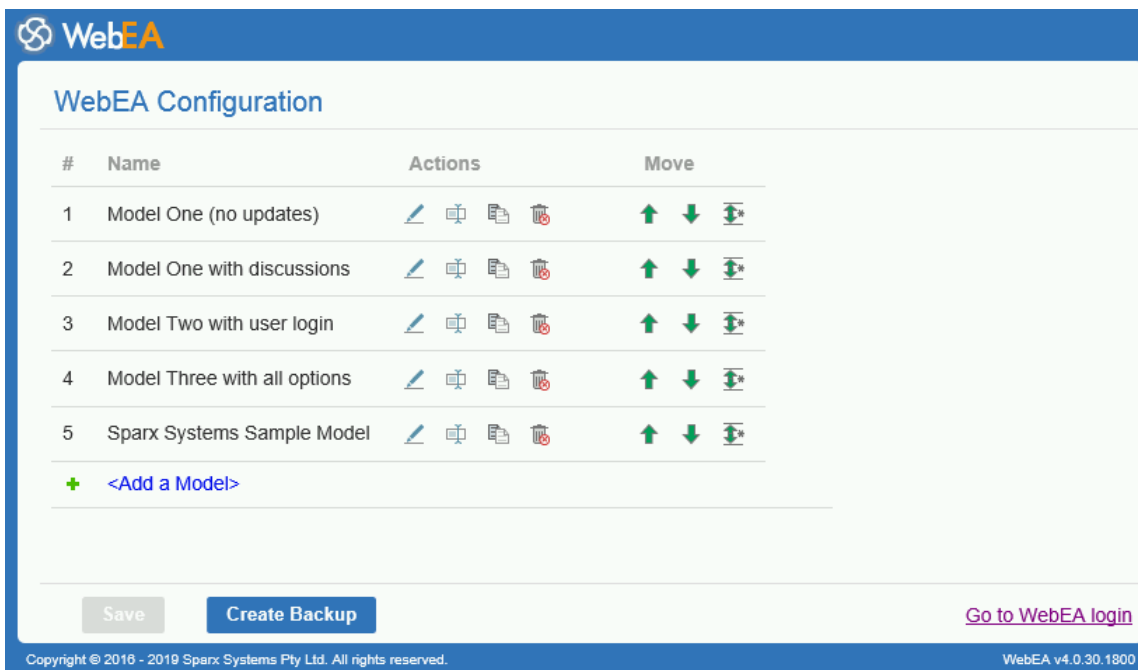 WebEA
WebEA Configuration
# Name Actions Move
1 Model One (no updates)
2 Model One with discussions
3 Model Two with user login
4 Model Three with all options
5 Sparx Systems Sample Model
<Add a Model>
Save Create Backup Go to WebEA login
Copyright © 2016 - 2019 Sparx Systems Pty Ltd. All rights reserved. WebEA v4.0.30.1800